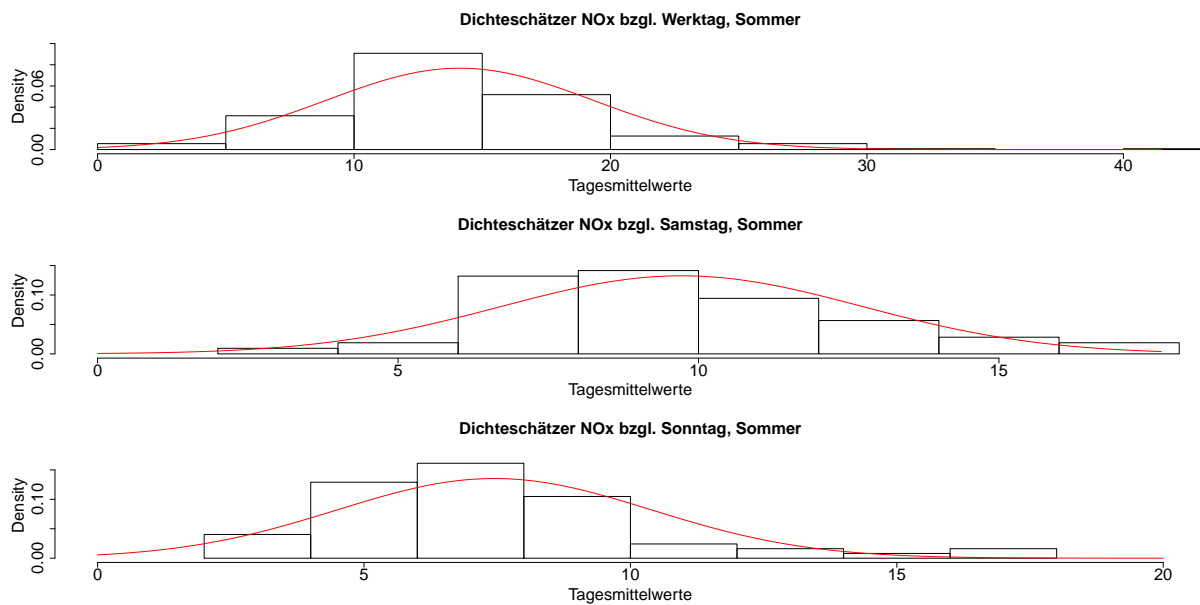 Dichteschätzer NOx bzgl. Werktag, Sommer
Density
0.00 0.06
0 10 20 30 40
Tagesmittelwerte
Dichteschätzer NOx bzgl. Samstag, Sommer
Density
0.00 0.10
0 5 10 15
Tagesmittelwerte
Dichteschätzer NOx bzgl. Sonntag, Sommer
Density
0.00 0.10
0 5 10 15 20
Tagesmittelwerte